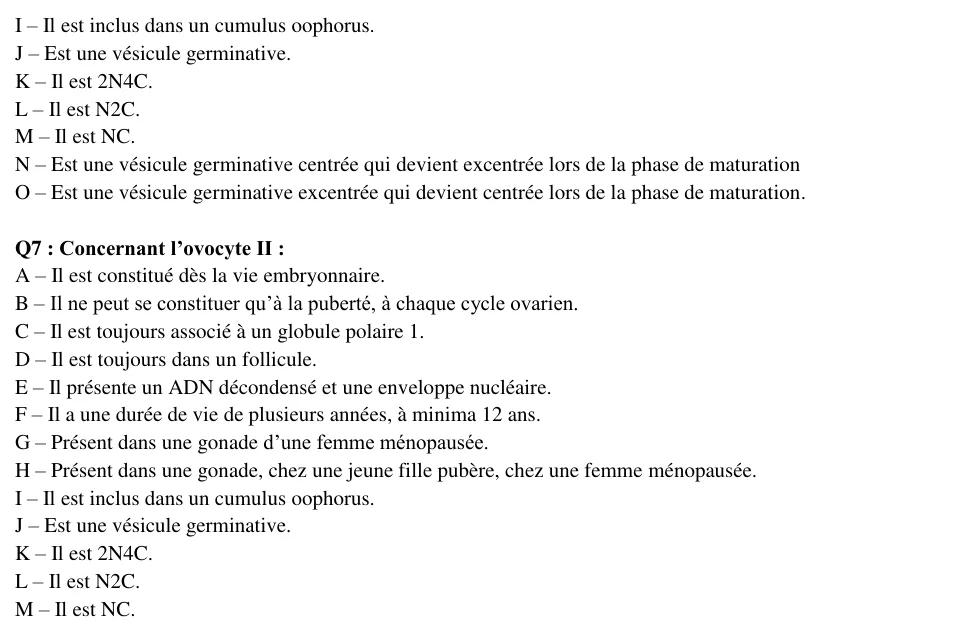 I – Il est inclus dans un cumulus oophorus.
J – Est une vésicule germinative.
K – Il est 2N4C.
L – Il est N2C.
M – Il est NC.
N – Est une vésicule germinative centrée qui devient excentrée lors de la phase de maturation
O – Est une vésicule germinative excentrée qui devient centrée lors de la phase de maturation.
Q7 : Concernant l’ovocyte II :
A – Il est constitué dès la vie embryonnaire.
B – Il ne peut se constituer qu’à la puberté, à chaque cycle ovarien.
C – Il est toujours associé à un globule polaire 1.
D – Il est toujours dans un follicule.
E – Il présente un ADN décondensé et une enveloppe nucléaire.
F – Il a une durée de vie de plusieurs années, à minima 12 ans.
G – Présent dans une gonade d’une femme ménopausée.
H – Présent dans une gonade, chez une jeune fille pubère, chez une femme ménopausée.
I – Il est inclus dans un cumulus oophorus.
J – Est une vésicule germinative.
K – Il est 2N4C.
L – Il est N2C.
M – Il est NC.